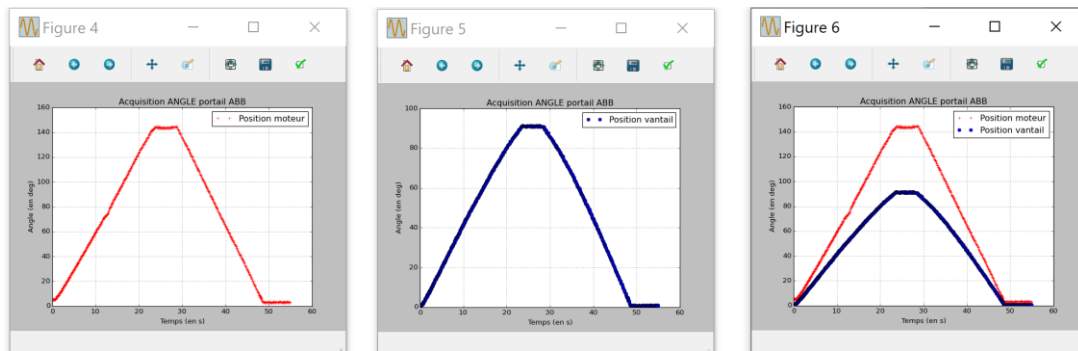 Figure 4
Acquisition ANGLE portail ABB
Position moteur
Angle (en deg)
160
140
120
100
80
60
40
20
0
0 10 20 30 40 50 60
Temps (en s)
Figure 5
Acquisition ANGLE portail ABB
Position vantail
Angle (en deg)
100
80
60
40
20
0
0 10 20 30 40 50 60
Temps (en s)
Figure 6
Acquisition ANGLE portail ABB
Position moteur
Position vantail
Angle (en deg)
160
140
120
100
80
60
40
20
0
0 10 20 30 40 50 60
Temps (en s)